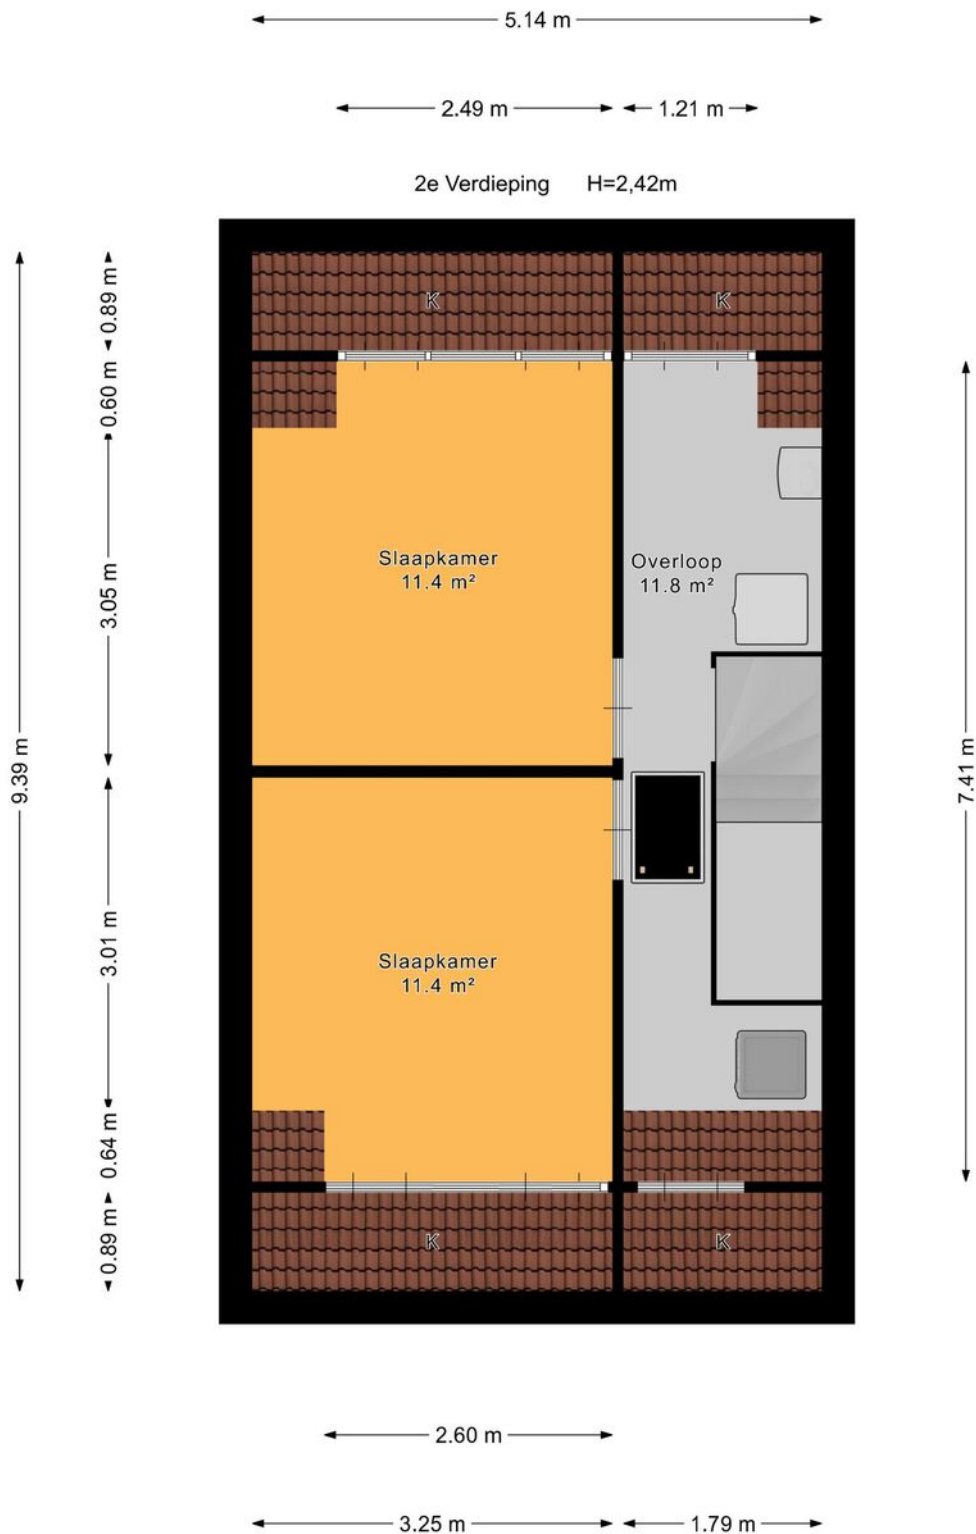 5.14 m
2.49 m
1.21 m
2e Verdieping H=2,42m
0.89 m
K
K
0.60 m
3.05 m
Slaapkamer
11.4 m²
Overloop
11.8 m²
9.39 m
7.41 m
3.01 m
Slaapkamer
11.4 m²
0.64 m
0.89 m
K
K
2.60 m
3.25 m
1.79 m